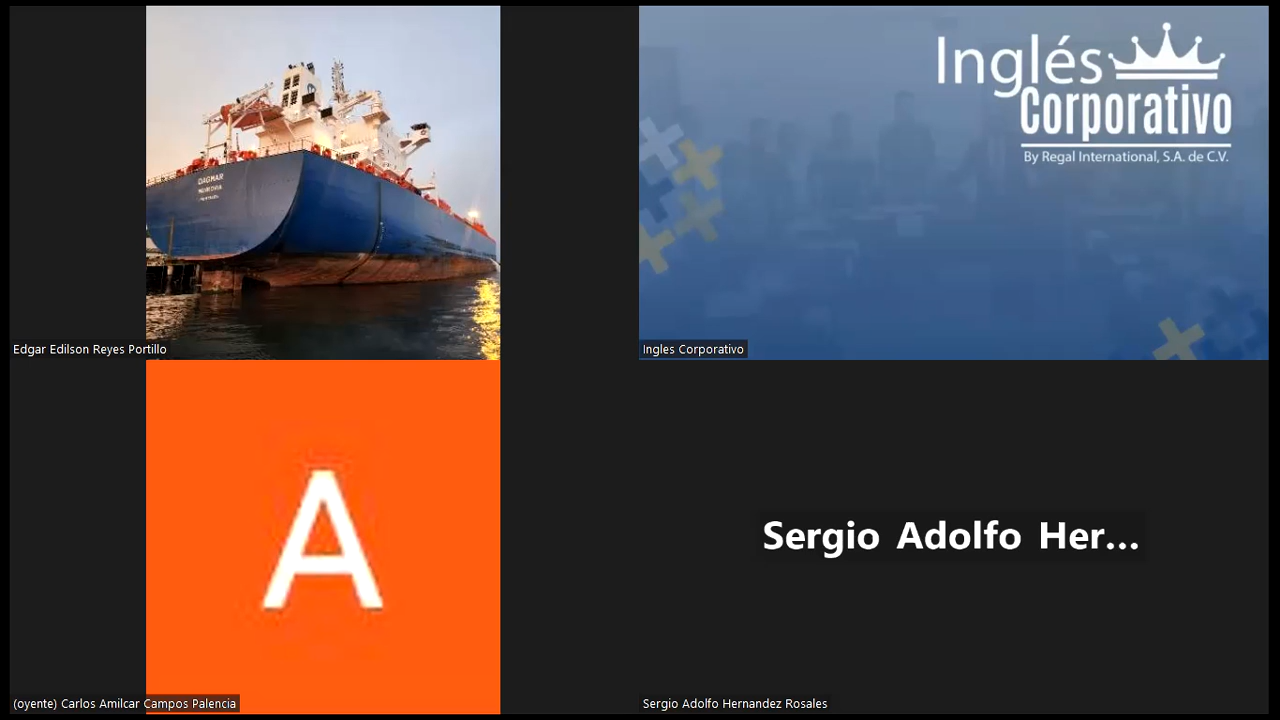 DAGMAR
Inglés
Corporativo
By Regal International, S.A. de C.V.
Edgar Edilson Reyes Portillo
Ingles Corporativo
A
Sergio Adolfo Her...
(oyente) Carlos Amilcar Campos Palencia
Sergio Adolfo Hernandez Rosales